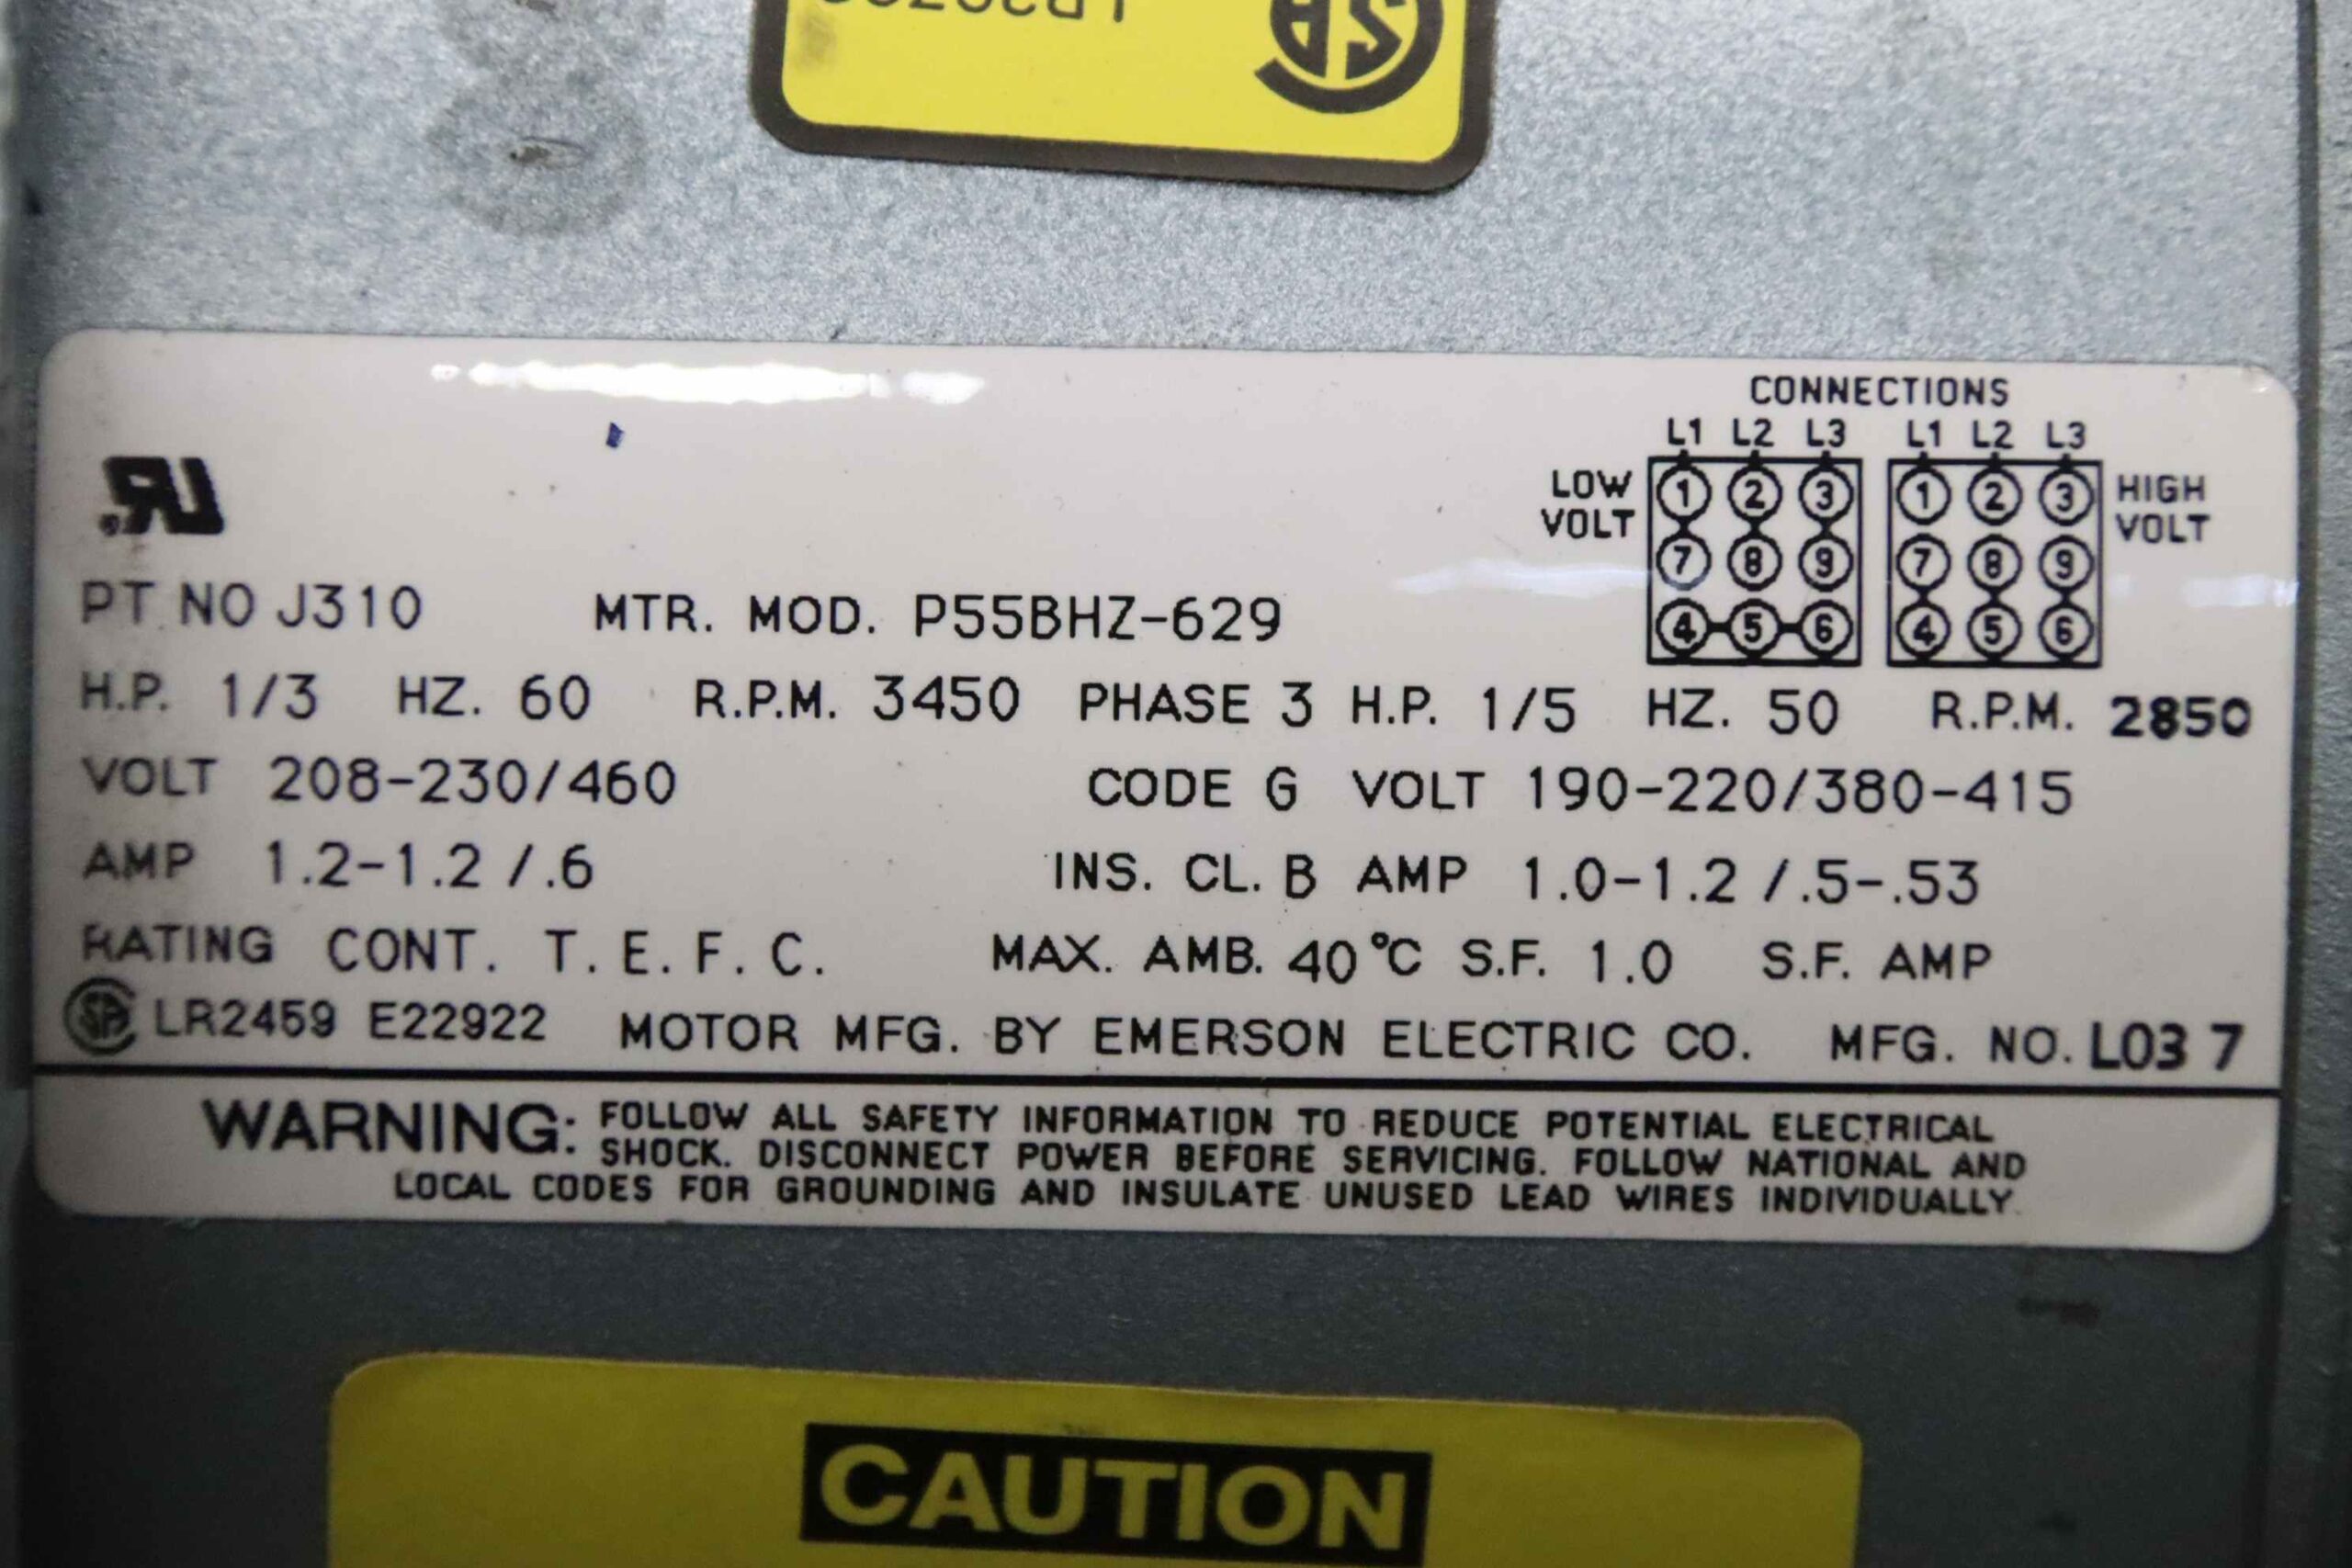 SA
CONNECTIONS
L1 L2 L3 L1 L2 L3
LOW VOLT 1 2 3 1 2 3 HIGH VOLT
7 8 9 7 8 9
4 5 6 4 5 6
UR
PT NO J310 MTR. MOD. P55BHZ-629
H.P. 1/3 HZ. 60 R.P.M. 3450 PHASE 3 H.P. 1/5 HZ. 50 R.P.M. 2850
VOLT 208-230/460 CODE G VOLT 190-220/380-415
AMP 1.2-1.2/.6 INS. CL. B AMP 1.0-1.2/.5-.53
RATING CONT. T.E.F.C. MAX. AMB. 40°C S.F. 1.0 S.F. AMP
SA LR2459 E22922 MOTOR MFG. BY EMERSON ELECTRIC CO. MFG. NO. L03 7
WARNING: FOLLOW ALL SAFETY INFORMATION TO REDUCE POTENTIAL ELECTRICAL
SHOCK. DISCONNECT POWER BEFORE SERVICING. FOLLOW NATIONAL AND
LOCAL CODES FOR GROUNDING AND INSULATE UNUSED LEAD WIRES INDIVIDUALLY.
CAUTION